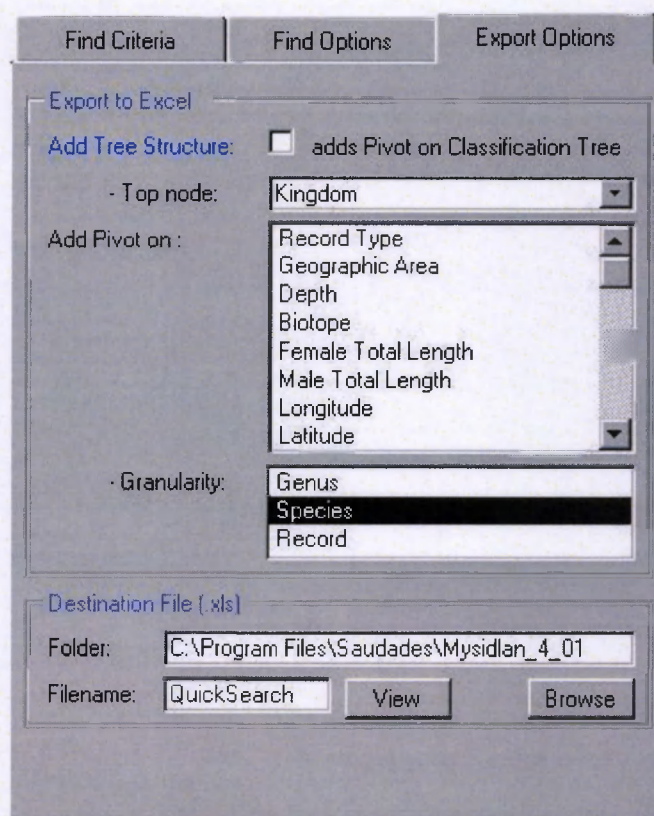 Find Criteria Find Options Export Options
Export to Excel
Add Tree Structure: adds Pivot on Classification Tree
- Top node: Kingdom
Add Pivot on : Record Type
Geographic Area
Depth
Biotope
Female Total Length
Male Total Length
Longitude
Latitude
- Granularity: Genus
Species
Record
Destination File (.xls)
Folder: C:\Program Files\Saudades\Mysidlan_4_01
Filename: QuickSearch View Browse